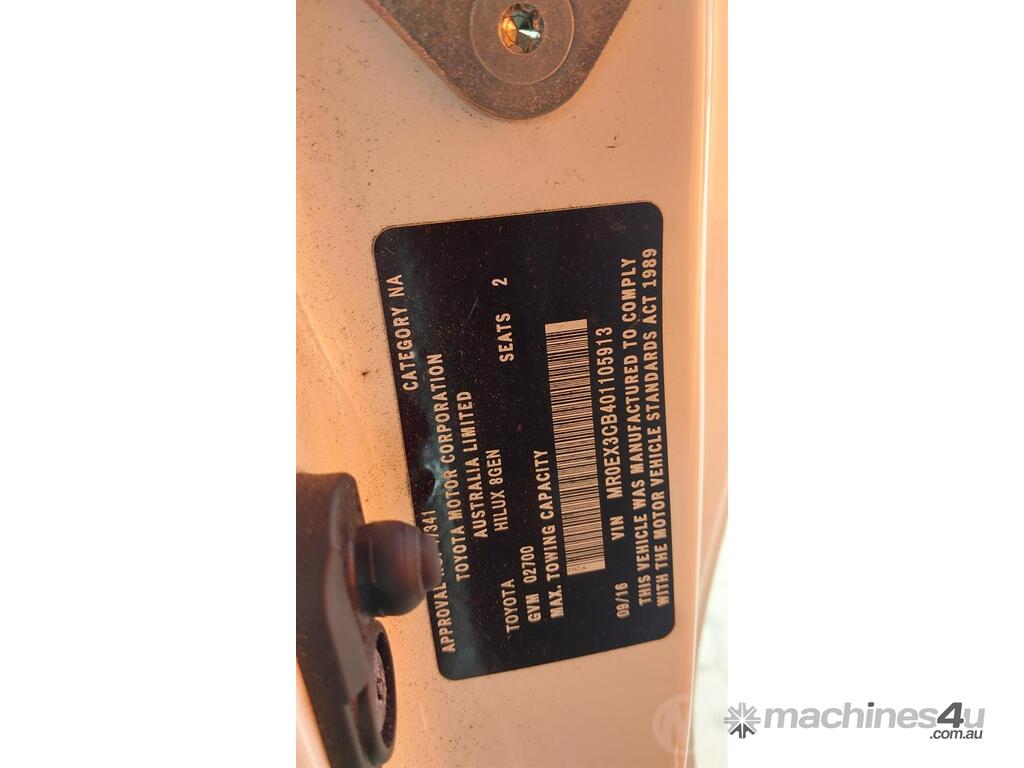 APPROVAL 341 CATEGORY NA
TOYOTA MOTOR CORPORATION
AUSTRALIA LIMITED
TOYOTA HILUX 8GEN
GVM 02700 SEATS 2
MAX. TOWING CAPACITY
09/16 VIN MR0EX3CB401105913
THIS VEHICLE WAS MANUFACTURED TO COMPLY
WITH THE MOTOR VEHICLE STANDARDS ACT 1989
machines4u
.com.au